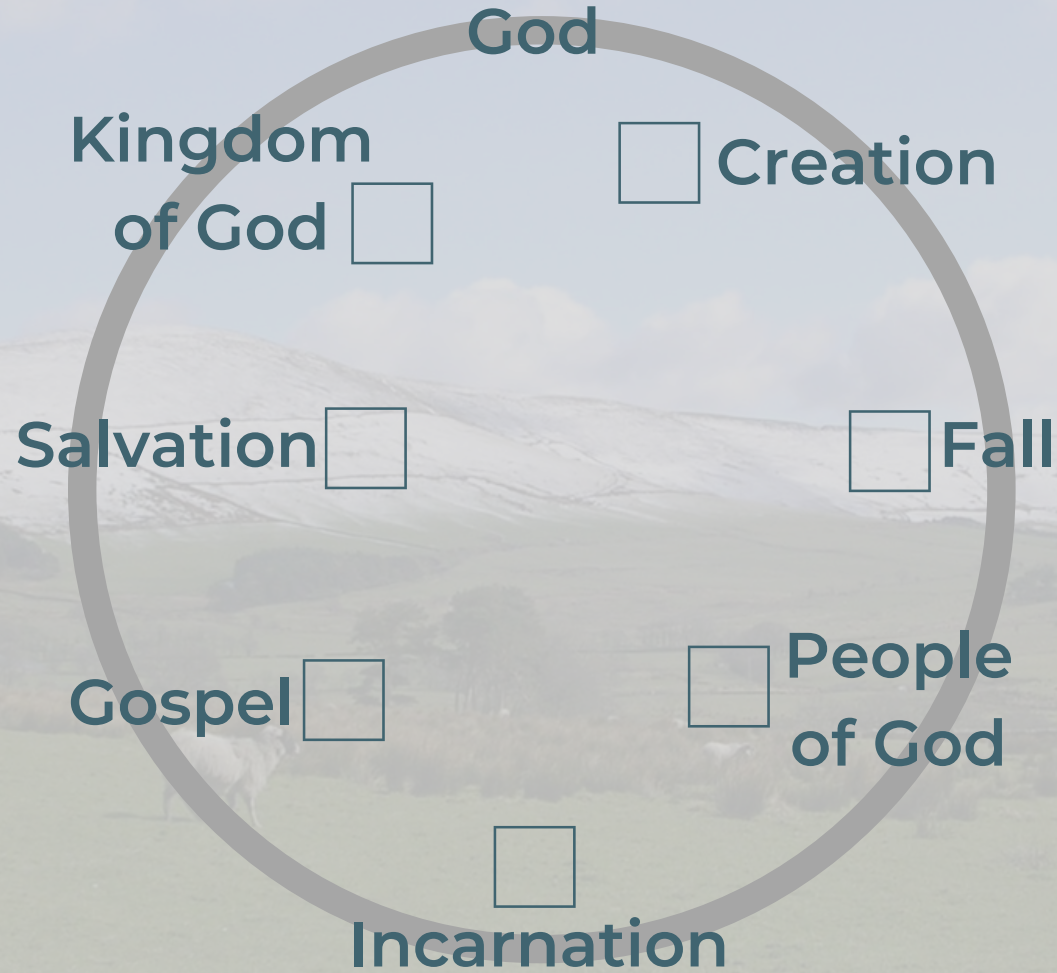 God
Creation
Fall
People
of God
Incarnation
Gospel
Salvation
Kingdom
of God